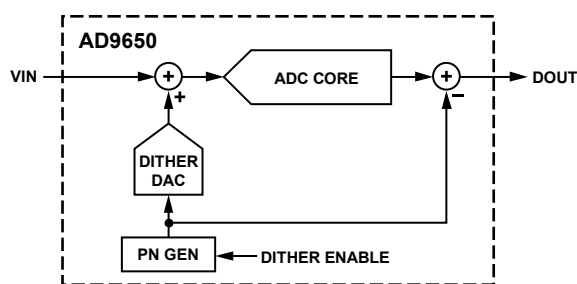 AD9650
VIN
+
+
ADC CORE
+
−
DOUT
DITHER
DAC
PN GEN
DITHER ENABLE